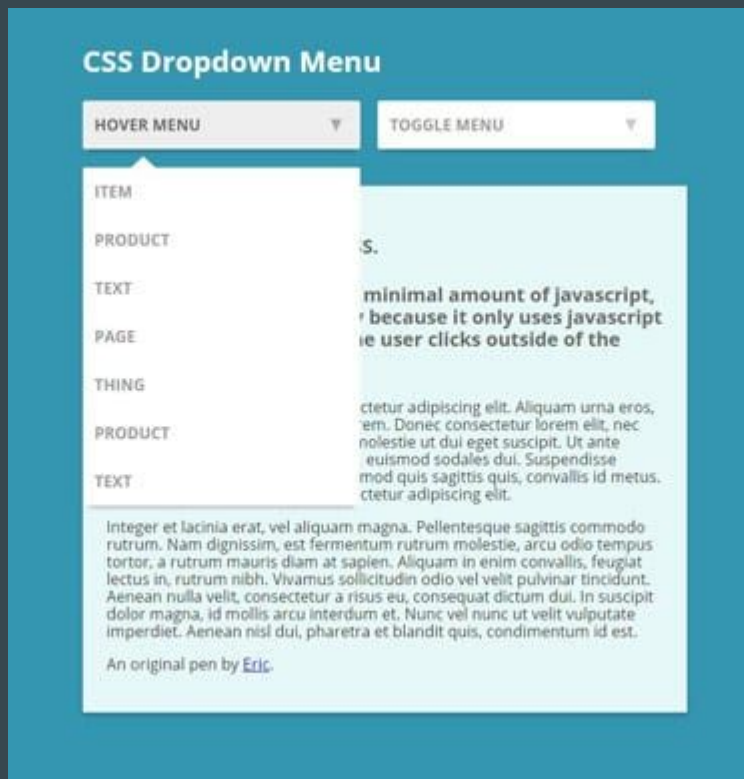 CSS Dropdown Menu
HOVER MENU ▼
TOGGLE MENU ▼
ITEM
PRODUCT
TEXT
PAGE
THING
PRODUCT
TEXT
s.
minimal amount of javascript,
because it only uses javascript
e user clicks outside of the
ctetur adipiscing elit. Aliquam urna eros,
em. Donec consectetur lorem elit, nec
molestie ut dui eget suscipit. Ut ante
euismod sodales dui. Suspendisse
mod quis sagittis quis, convallis id metus.
ctetur adipiscing elit.
Integer et lacinia erat, vel aliquam magna. Pellentesque sagittis commodo
rutrum. Nam dignissim, est fermentum rutrum molestie, arcu odio tempus
tortor, a rutrum mauris diam at sapien. Aliquam in enim convallis, feugiat
lectus in, rutrum nibh. Vivamus sollicitudin odio vel velit pulvinar tincidunt.
Aenean nulla velit, consectetur a risus eu, consequat dictum dui. In suscipit
dolor magna, id mollis arcu interdum et. Nunc vel nunc ut velit vulputate
imperdiet. Aenean nisl dui, pharetra et blandit quis, condimentum id est.
An original pen by Eric.